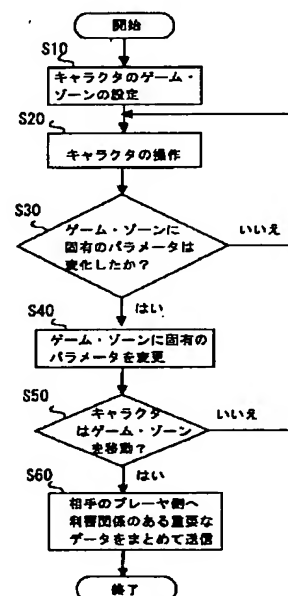 開始
S10
キャラクタのゲーム・
ゾーンの設定
S20
キャラクタの操作
S30
ゲーム・ゾーンに
固有のパラメータは
変化したか？
いいえ
はい
S40
ゲーム・ゾーンに固有の
パラメータを変更
S50
キャラクタ
はゲーム・ゾーン
を移動？
いいえ
はい
S60
相手のプレーヤ側へ
利害関係のある重要な
データをまとめて送信
終了